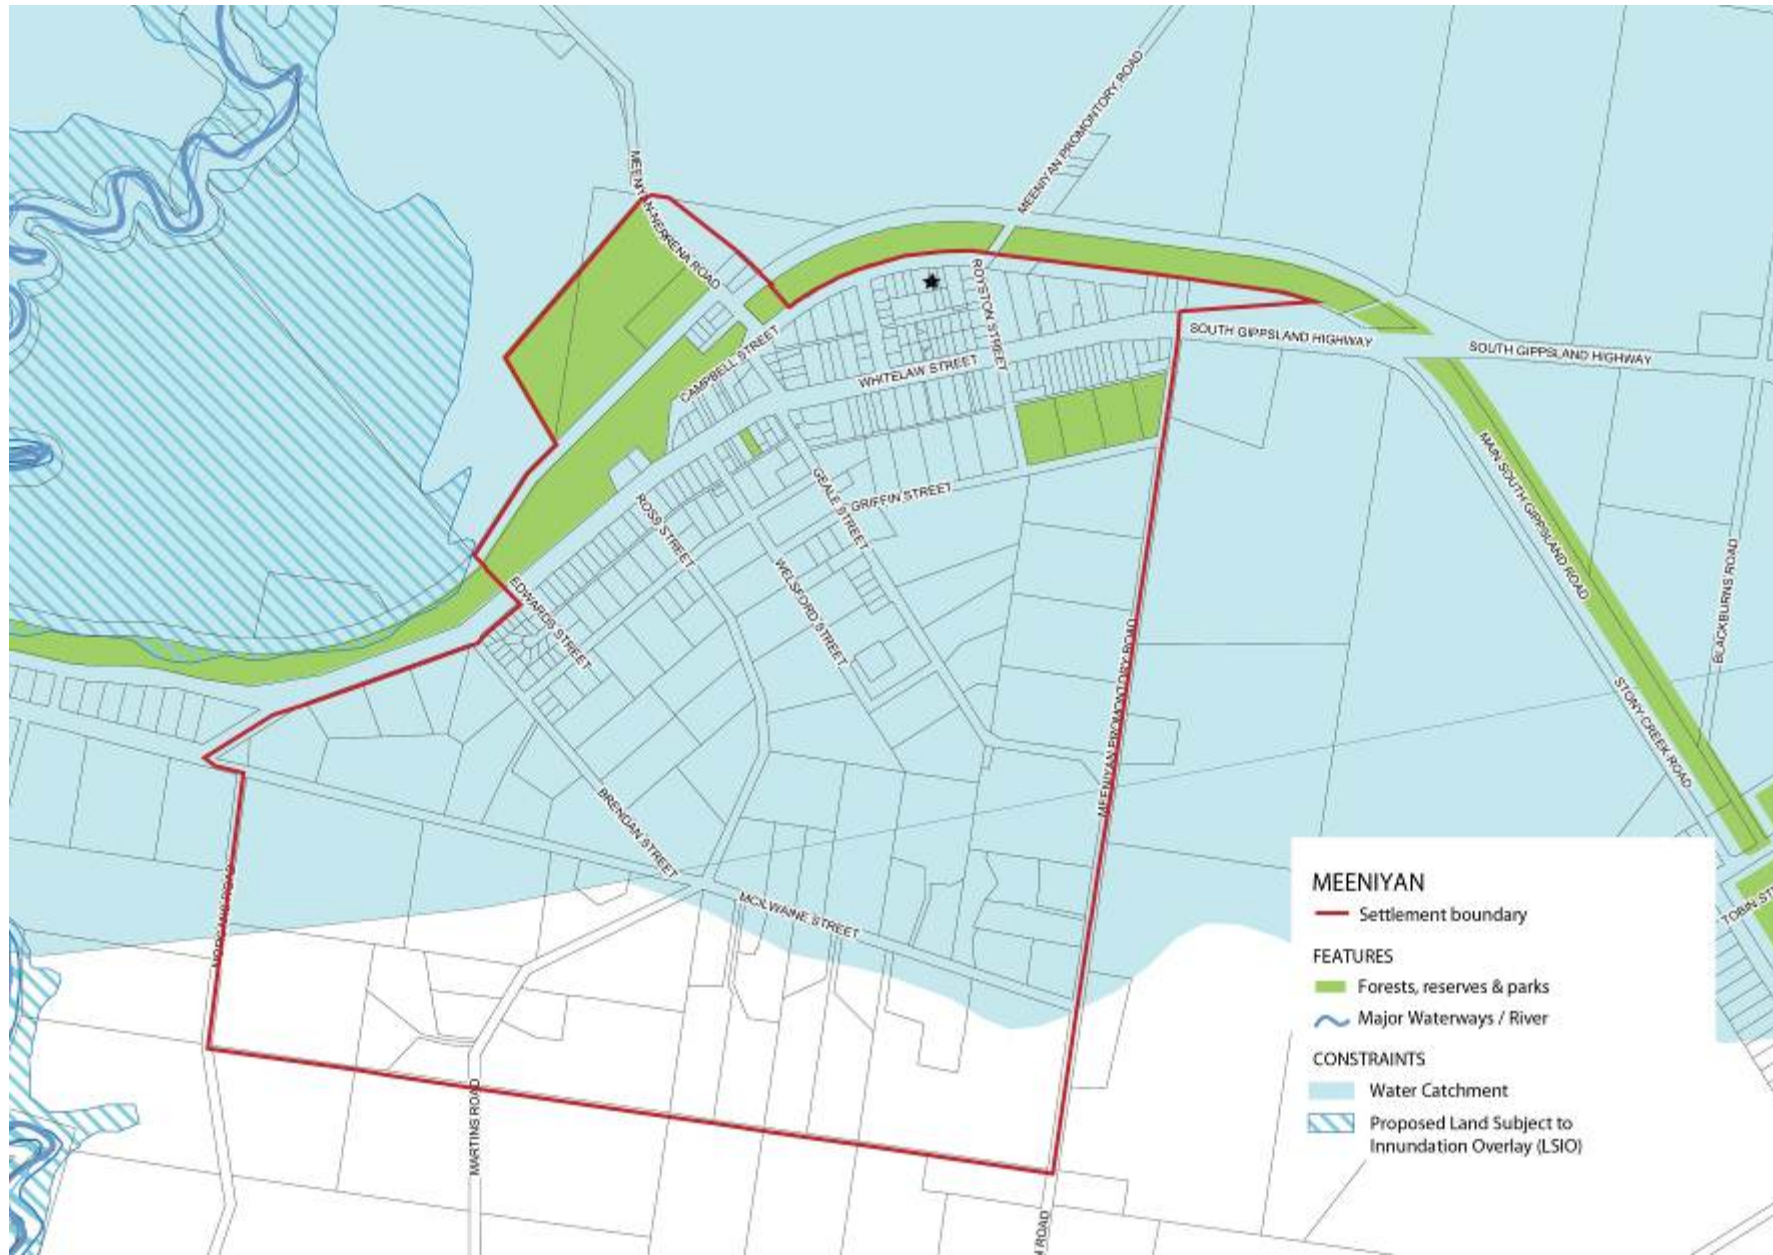 MEENIYAN PROMONTORY ROAD
MEENIYAN-NERRENA ROAD
ROYSTON STREET
SOUTH GIPPSLAND HIGHWAY
SOUTH GIPPSLAND HIGHWAY
CAMPBELL STREET
WHITELAW STREET
MAIN SOUTH GIPPSLAND ROAD
GEALE STREET
GRIFFIN STREET
ROSS STREET
WELSFORD STREET
EDWARDS STREET
BLACKBURNS ROAD
MEENIYAN PROMONTORY ROAD
STONY CREEK ROAD
BRENDAN STREET
MCILWAINE STREET
MARTINS ROAD
ROAD
MEENIYAN
Settlement boundary
FEATURES
Forests, reserves & parks
Major Waterways / River
CONSTRAINTS
Water Catchment
Proposed Land Subject to
Innundation Overlay (LSIO)